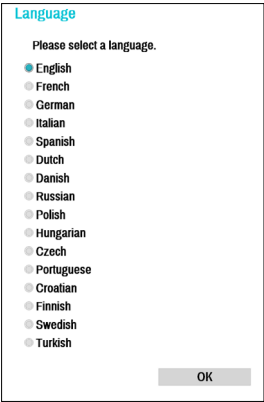 Language
Please select a language.
English
French
German
Italian
Spanish
Dutch
Danish
Russian
Polish
Hungarian
Czech
Portuguese
Croatian
Finnish
Swedish
Turkish
OK